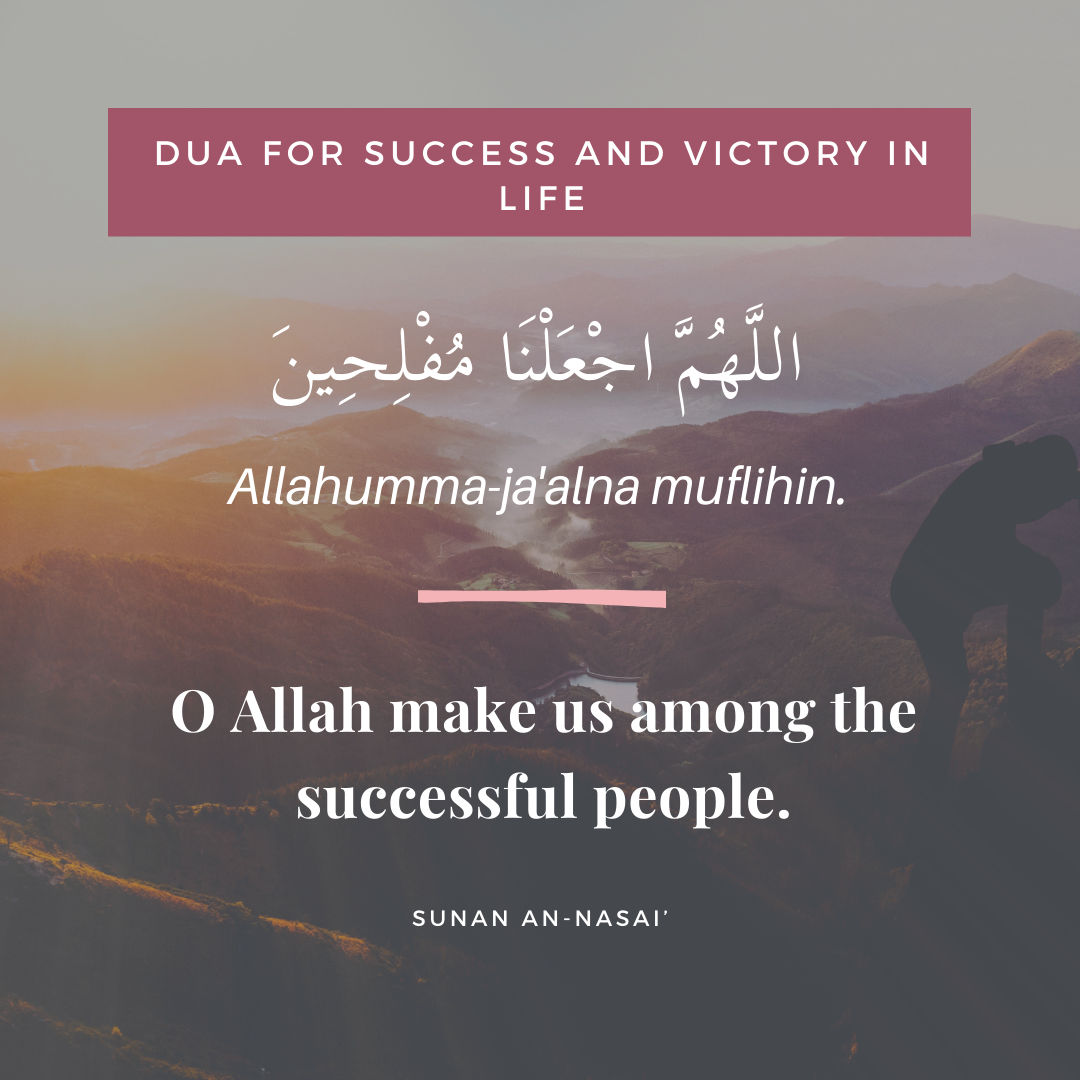 DUA FOR SUCCESS AND VICTORY IN
LIFE
اللَّهُمَّ اجْعَلْنَا مُفْلِحِينَ
Allahumma-ja'alna muflihin.
O Allah make us among the
successful people.
SUNAN AN-NASAI’